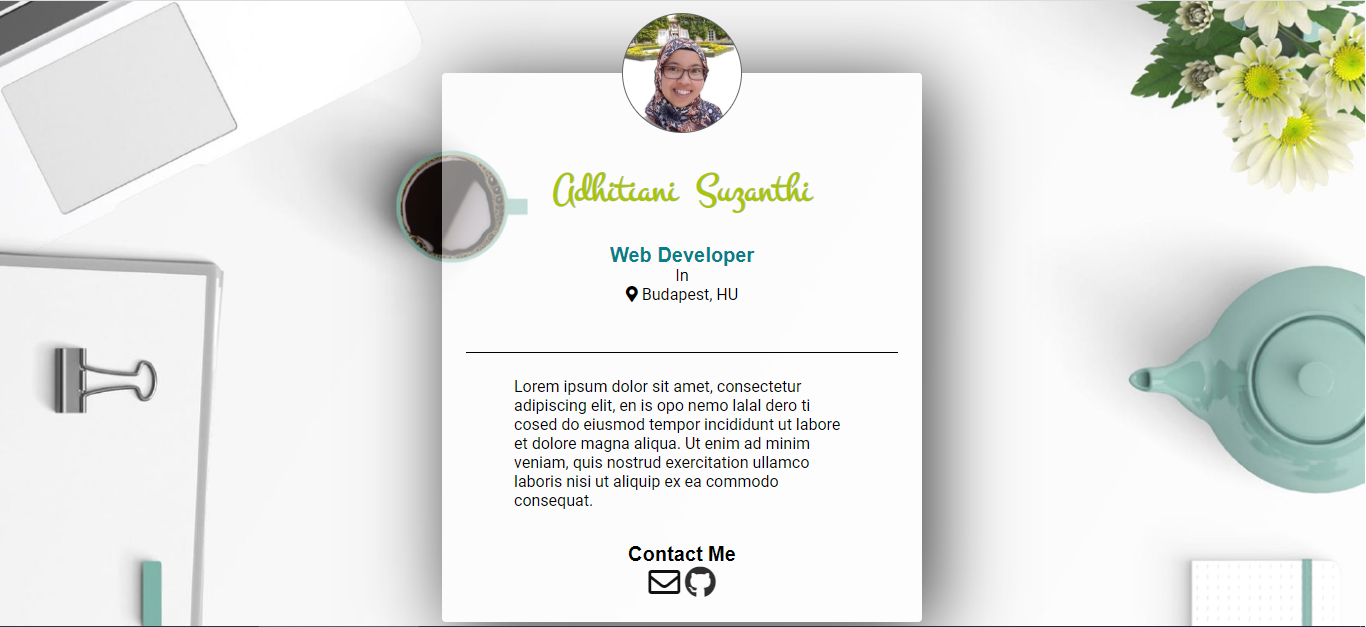 Adhitiani Suzanthi
Web Developer
In
Budapest, HU
Lorem ipsum dolor sit amet, consectetur
adipiscing elit, en is opo nemo lalal dero ti
cosed do eiusmod tempor incididunt ut labore
et dolore magna aliqua. Ut enim ad minim
veniam, quis nostrud exercitation ullamco
laboris nisi ut aliquip ex ea commodo
consequat.
Contact Me